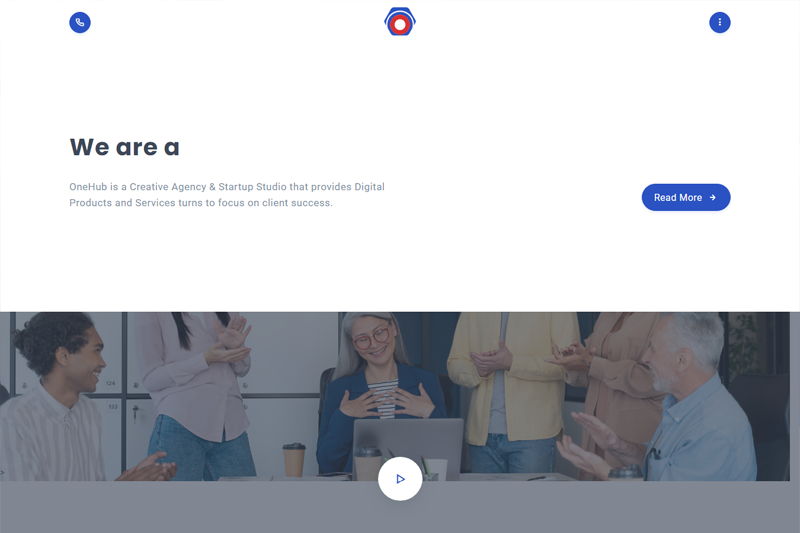 We are a
OneHub is a Creative Agency & Startup Studio that provides Digital
Products and Services turns to focus on client success.
Read More
124